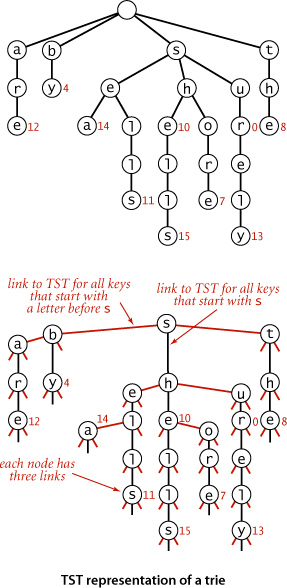 a b s t
r y 4 e h u h
e 12 a 14 l e 10 o r 0 e 8
l l r e
s 11 l e 7 l
s 15 y 13
link to TST for all keys
that start with
a letter before s
link to TST for all keys
that start with s
a b s t
r y 4 e h u h
e 12 a 14 l e 10 o r 0 e 8
l l r e
each node has
three links
s 11 l e 7 l
s 15 y 13
TST representation of a trie